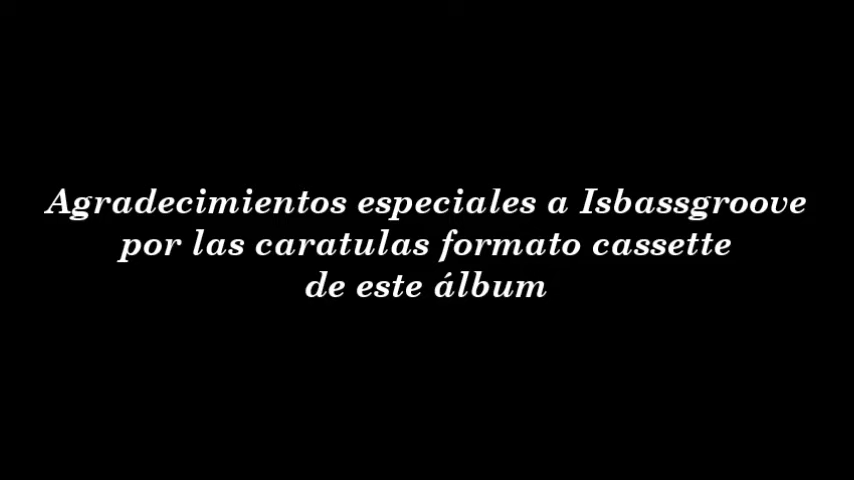 Agradecimientos especiales a Isbassgroove
por las caratulas formato cassette
de este álbum